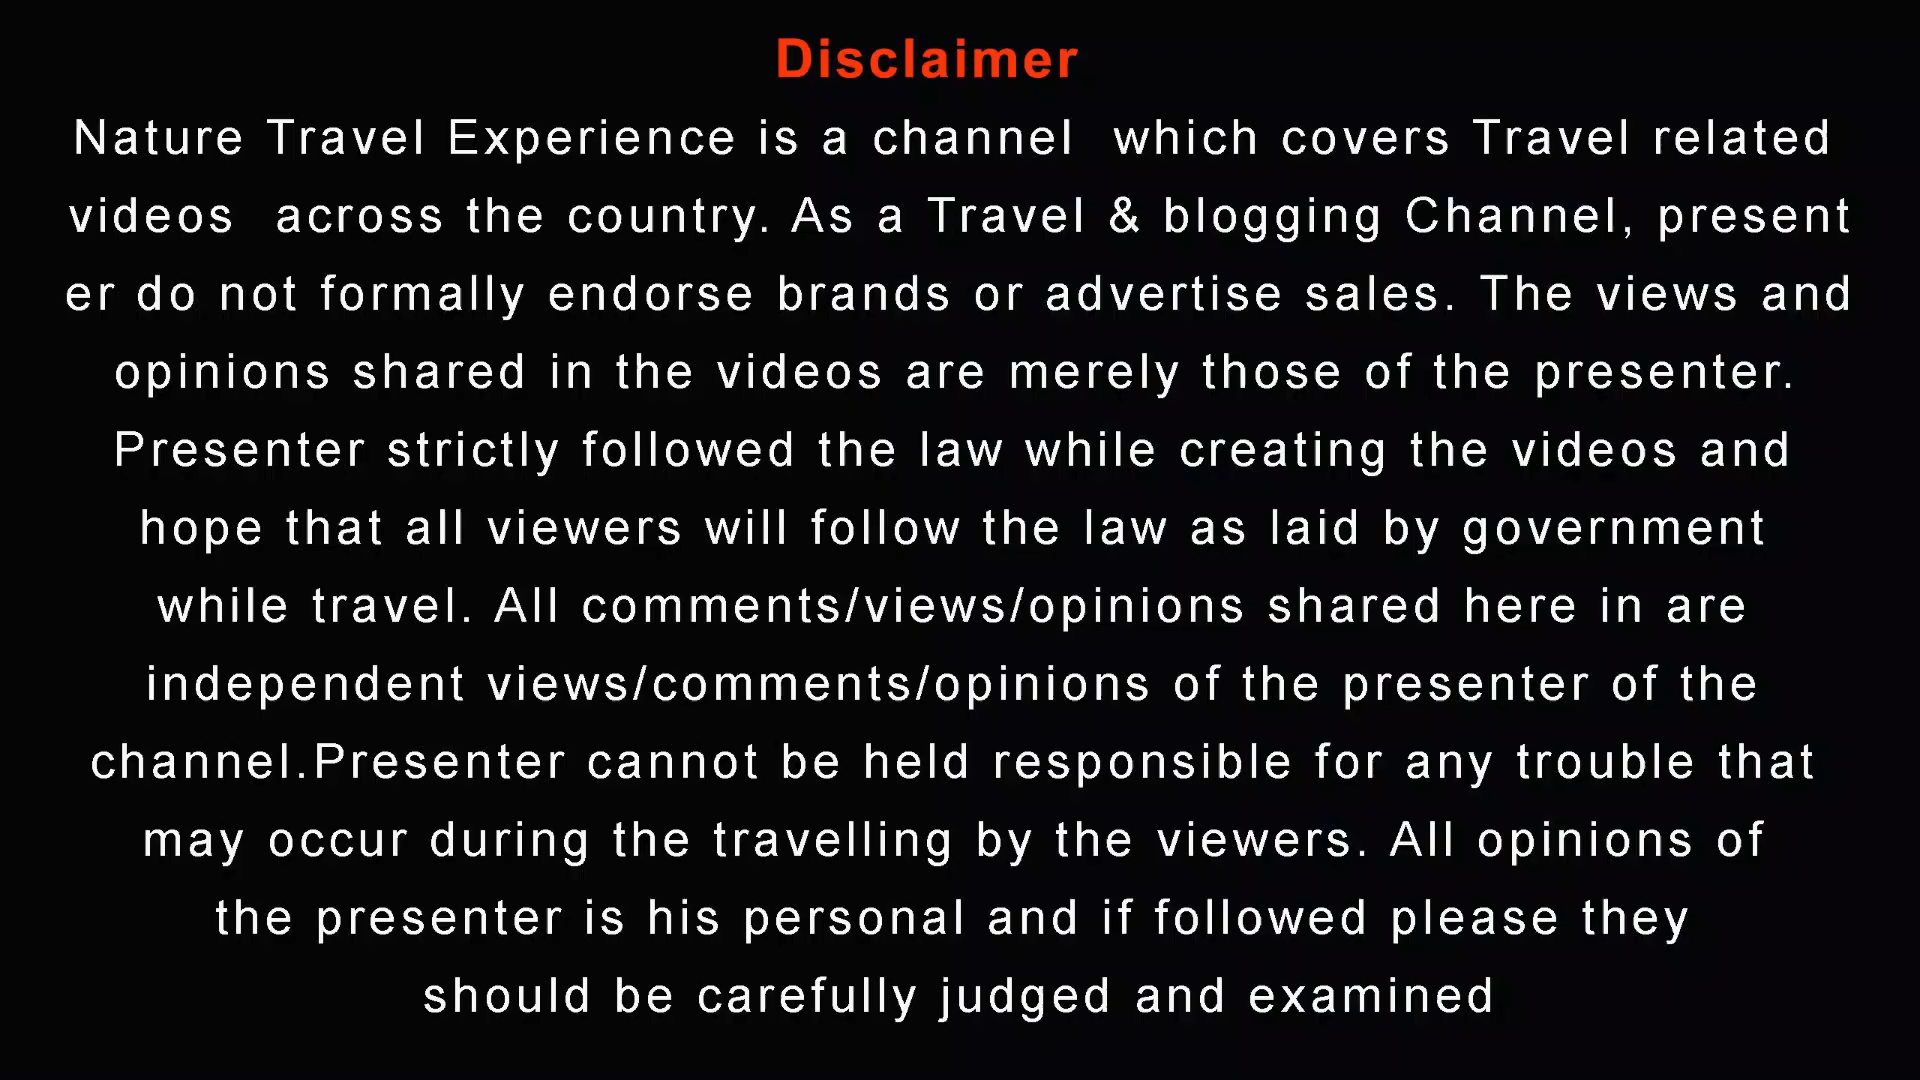 Disclaimer
Nature Travel Experience is a channel  which covers Travel related
videos  across the country. As a Travel & blogging Channel, present
er do not formally endorse brands or advertise sales. The views and
opinions shared in the videos are merely those of the presenter.
Presenter strictly followed the law while creating the videos and
hope that all viewers will follow the law as laid by government
while travel. All comments/views/opinions shared here in are
independent views/comments/opinions of the presenter of the
channel.Presenter cannot be held responsible for any trouble that
may occur during the travelling by the viewers. All opinions of
the presenter is his personal and if followed please they
should be carefully judged and examined